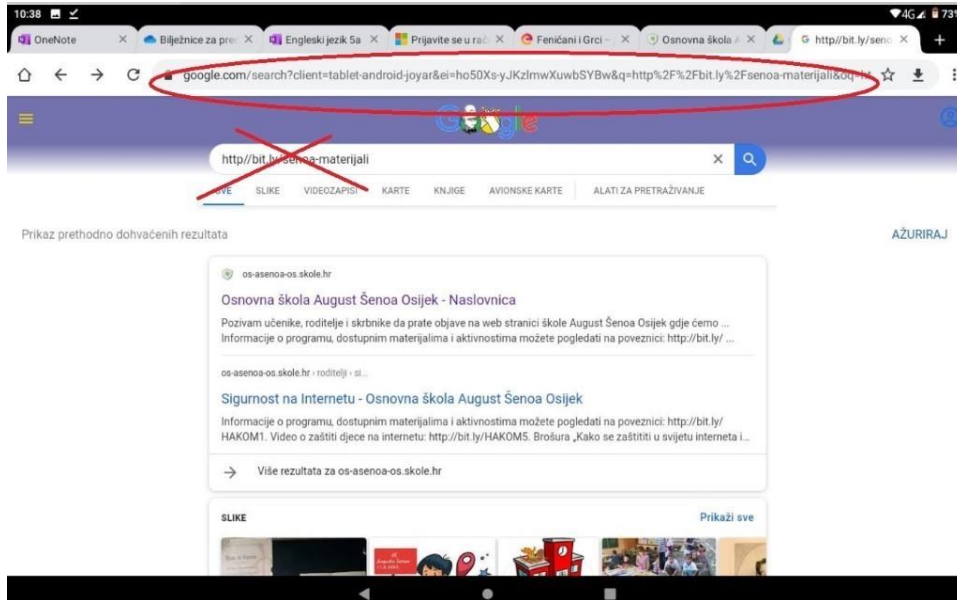 10:38 4G 73%
OneNote Bilježnice za pre Engleski jezik 5a Prijavite se u rač Feničani i Grci – Osnovna škola A http//bit.ly/seno
google.com/search?client=tablet-android-joyar&ei=ho50Xs-yJKzlmwXuwbSYBw&q=http%2F%2Fbit.ly%2Fsenoa-materijali&oq=ht
Google
http//bit.ly/senoa-materijali
SVE SLIKE VIDEOZAPISI KARTE KNJIGE AVIONSKE KARTE ALATI ZA PRETRAŽIVANJE
Prikaz prethodno dohvaćenih rezultata AŽURIRAJ
os-asenoa-os.skole.hr
Osnovna škola August Šenoa Osijek - Naslovnica
Pozivam učenike, roditelje i skrbnike da prate objave na web stranici škole August Šenoa Osijek gdje ćemo ...
Informacije o programu, dostupnim materijalima i aktivnostima možete pogledati na poveznici: http://bit.ly/ ...
os-asenoa-os.skole.hr › roditelji › si...
Sigurnost na Internetu - Osnovna škola August Šenoa Osijek
Informacije o programu, dostupnim materijalima i aktivnostima možete pogledati na poveznici: http://bit.ly/
HAKOM1. Video o zaštiti djece na internetu: http://bit.ly/HAKOM5. Brošura „Kako se zaštititi u svijetu interneta i...
Više rezultata za os-asenoa-os.skole.hr
SLIKE Prikaži sve